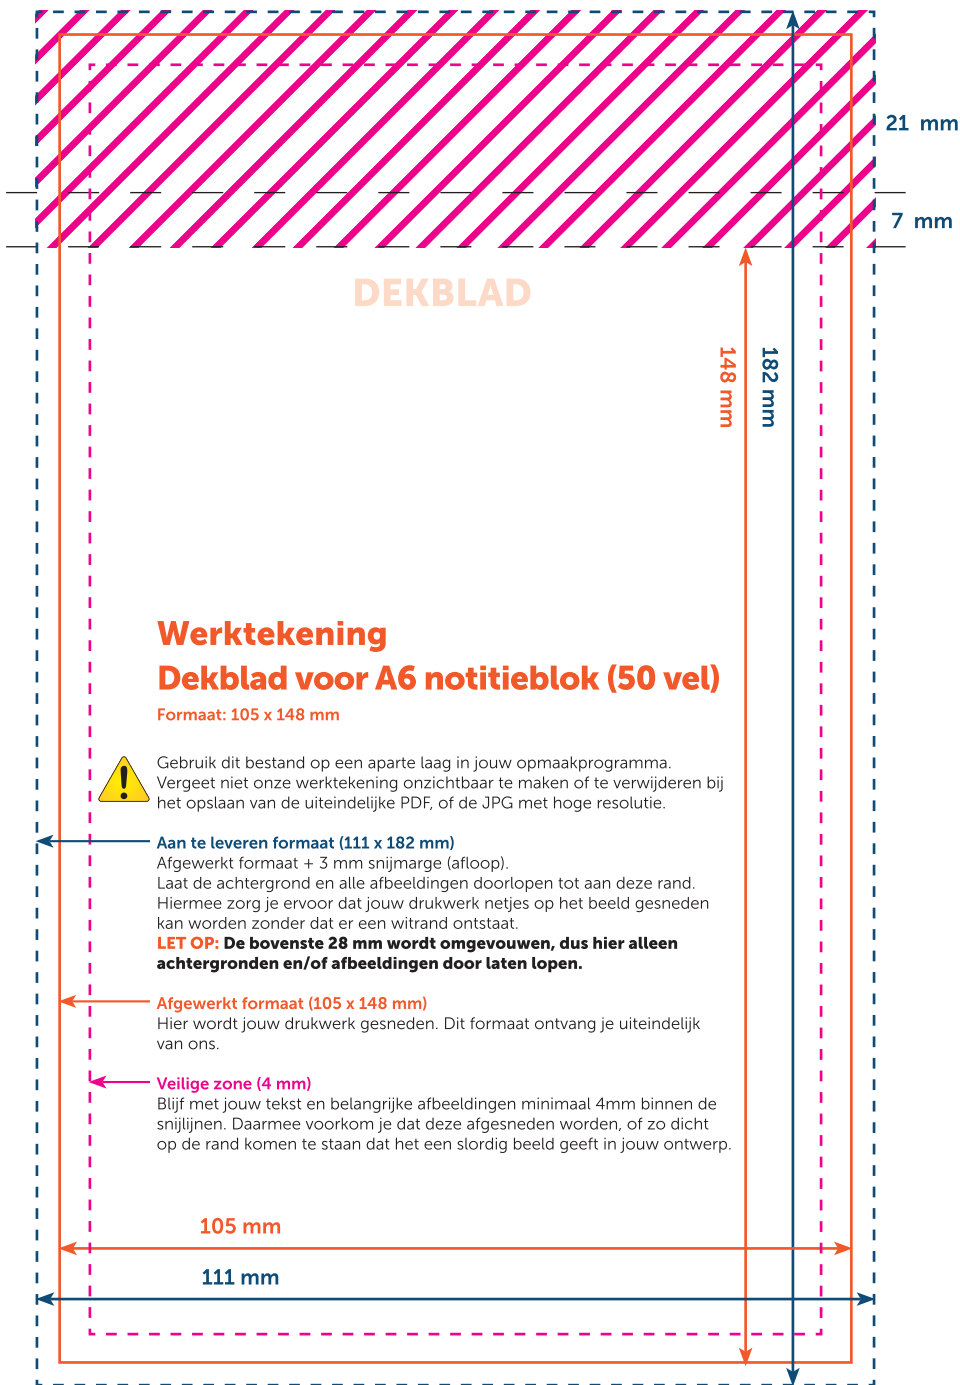 21 mm
7 mm
DEKBLAD
148 mm
182 mm
Werktekening
Dekblad voor A6 notitieblok (50 vel)
Formaat: 105 x 148 mm
Gebruik dit bestand op een aparte laag in jouw opmaakprogramma.
Vergeet niet onze werktekening onzichtbaar te maken of te verwijderen bij
het opslaan van de uiteindelijke PDF, of de JPG met hoge resolutie.
Aan te leveren formaat (111 x 182 mm)
Afgewerkt formaat + 3 mm snijmarge (afloop).
Laat de achtergrond en alle afbeeldingen doorlopen tot aan deze rand.
Hiermee zorg je ervoor dat jouw drukwerk netjes op het beeld gesneden
kan worden zonder dat er een witrand ontstaat.
LET OP: De bovenste 28 mm wordt omgevouwen, dus hier alleen
achtergronden en/of afbeeldingen door laten lopen.
Afgewerkt formaat (105 x 148 mm)
Hier wordt jouw drukwerk gesneden. Dit formaat ontvang je uiteindelijk
van ons.
Veilige zone (4 mm)
Blijf met jouw tekst en belangrijke afbeeldingen minimaal 4mm binnen de
snijlijnen. Daarmee voorkom je dat deze afgesneden worden, of zo dicht
op de rand komen te staan dat het een slordig beeld geeft in jouw ontwerp.
105 mm
111 mm